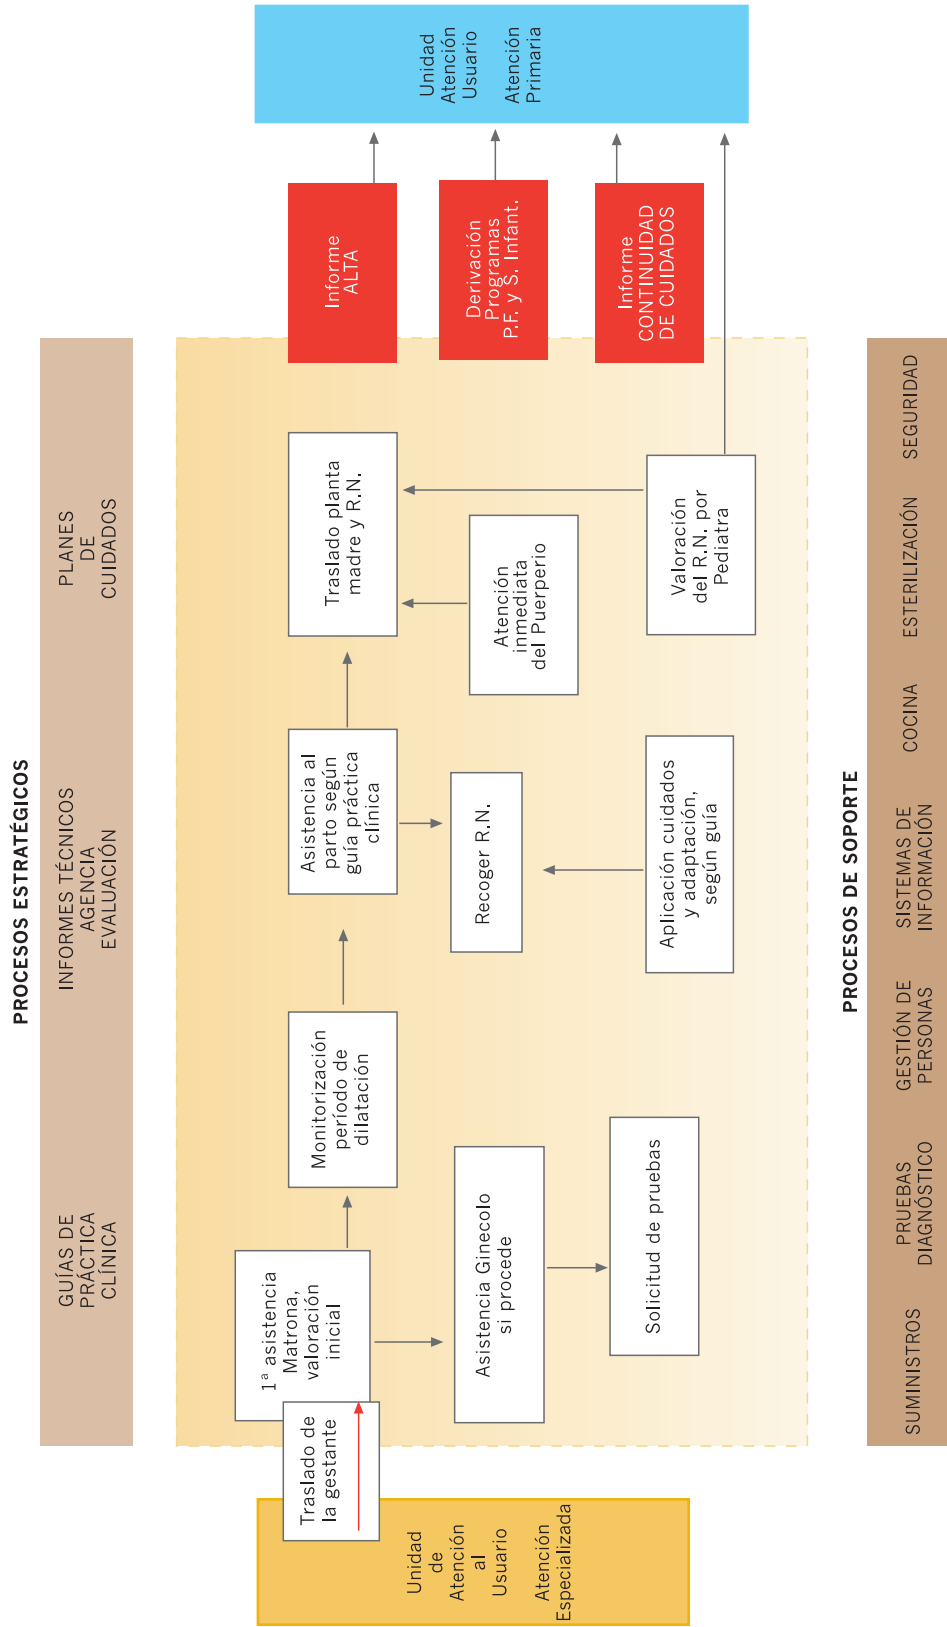 PROCESOS ESTRATÉGICOS
GUÍAS DE
PRÁCTICA
CLÍNICA
INFORMES TÉCNICOS
AGENCIA
EVALUACIÓN
PLANES
DE
CUIDADOS
Unidad
de
Atención
al
Usuario
Atención
Especializada
Traslado de
la gestante
1ª asistencia
Matrona,
valoración
inicial
Monitorización
período de
dilatación
Asistencia al
parto según
guía práctica
clínica
Traslado planta
madre y R.N.
Asistencia Ginecolo
si procede
Solicitud de pruebas
Recoger R.N.
Aplicación cuidados
y adaptación,
según guía
Atención
inmediata
del Puerperio
Valoración
del R.N. por
Pediatra
Informe
ALTA
Derivación
Programas
P.F. y S. Infant.
Informe
CONTINUIDAD
DE CUIDADOS
Unidad
Atención
Usuario
Atención
Primaria
PROCESOS DE SOPORTE
SUMINISTROS
PRUEBAS
DIAGNÓSTICO
GESTIÓN DE
PERSONAS
SISTEMAS DE
INFORMACIÓN
COCINA
ESTERILIZACIÓN
SEGURIDAD